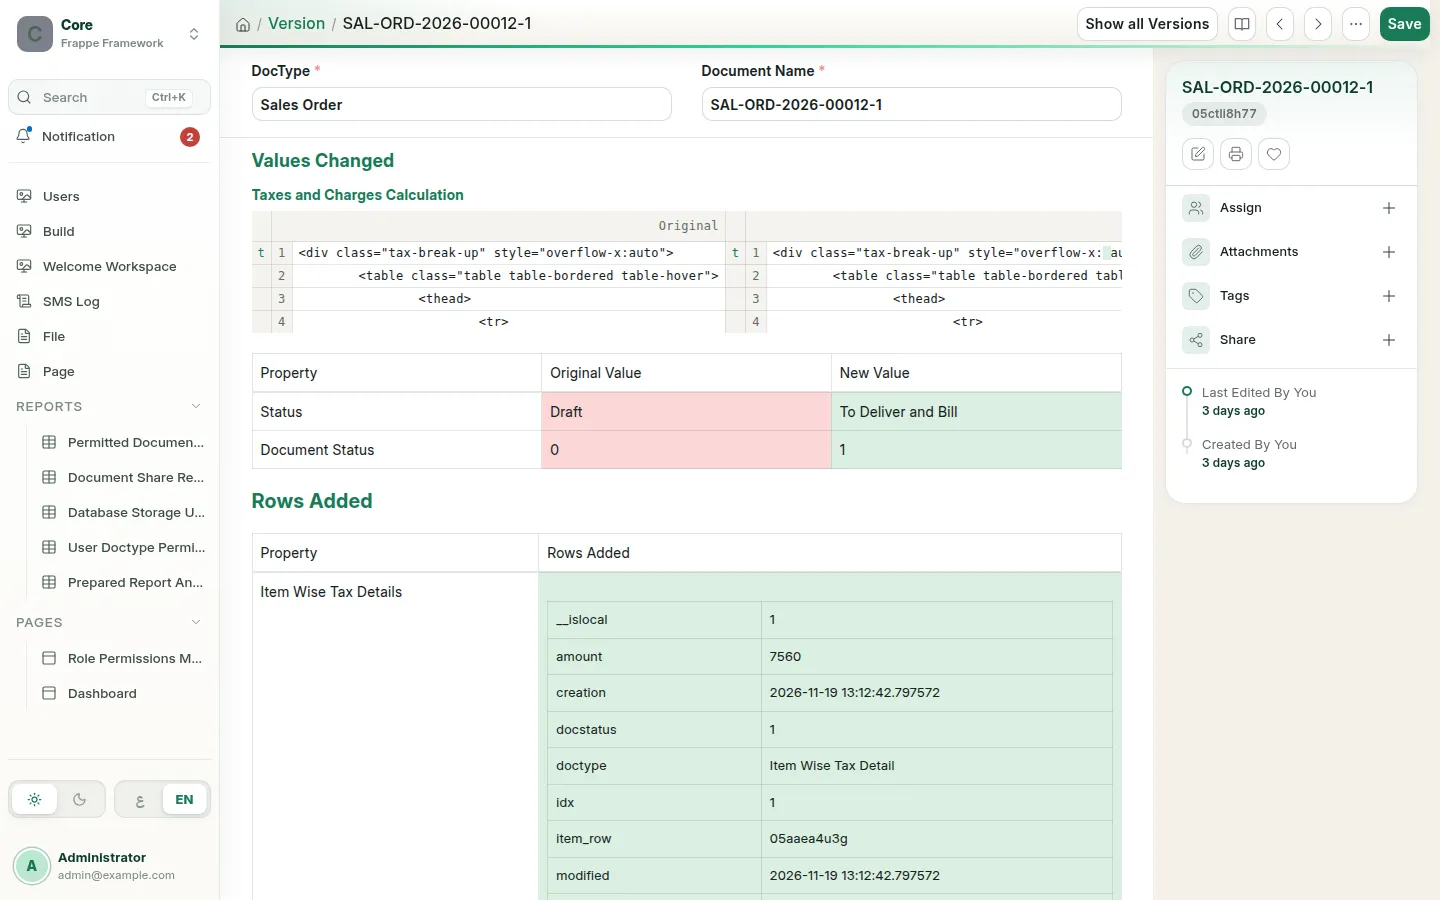 C
Core
Frappe Framework
Search
Ctrl+K
Notification
2
Users
Build
Welcome Workspace
SMS Log
File
Page
REPORTS
Permitted Documen...
Document Share Re...
Database Storage U...
User Doctype Permi...
Prepared Report An...
PAGES
Role Permissions M...
Dashboard
ع
EN
A
Administrator
admin@example.com
/ Version / SAL-ORD-2026-00012-1
Show all Versions
Save
DocType *
Sales Order
Document Name *
SAL-ORD-2026-00012-1
Values Changed
Taxes and Charges Calculation
Original
t 1 <div class="tax-break-up" style="overflow-x:auto"> t 1 <div class="tax-break-up" style="overflow-x: au
2 <table class="table table-bordered table-hover"> 2 <table class="table table-bordered tabl
3 <thead> 3 <thead>
4 <tr> 4 <tr>
Property Original Value New Value
Status Draft To Deliver and Bill
Document Status 0 1
Rows Added
Property Rows Added
Item Wise Tax Details
__islocal 1
amount 7560
creation 2026-11-19 13:12:42.797572
docstatus 1
doctype Item Wise Tax Detail
idx 1
item_row 05aaea4u3g
modified 2026-11-19 13:12:42.797572
SAL-ORD-2026-00012-1
05ctli8h77
Assign
Attachments
Tags
Share
Last Edited By You
3 days ago
Created By You
3 days ago